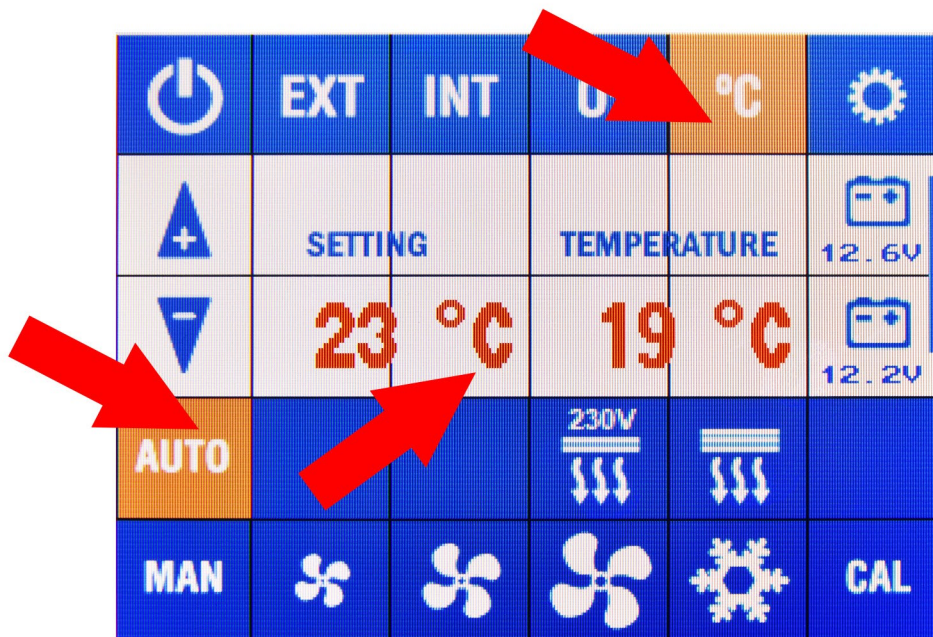 EXT INT °C
SETTING TEMPERATURE
12.6V
23 °C 19 °C
12.2V
AUTO 230V
MAN CAL